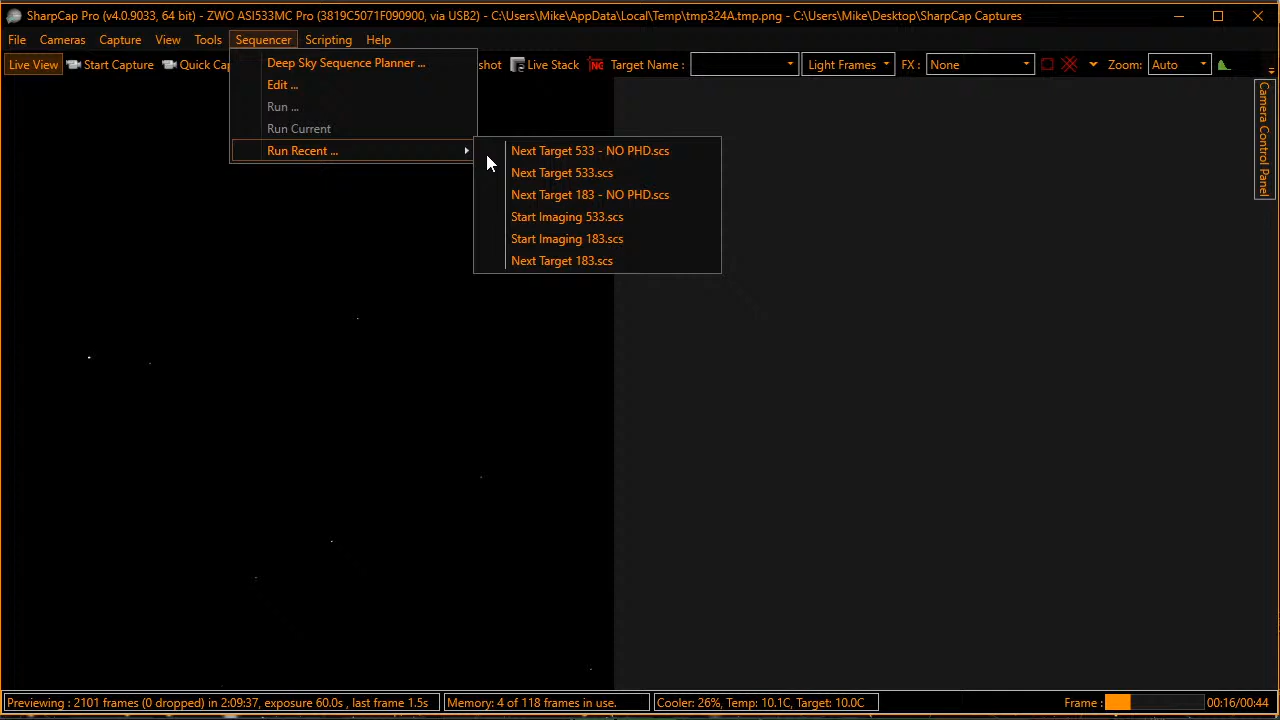 SharpCap Pro (v4.0.9033, 64 bit) - ZWO ASI533MC Pro (3819C5071F090900, via USB2) - C:\Users\Mike\AppData\Local\Temp\tmp324A.tmp.png - C:\Users\Mike\Desktop\SharpCap Captures
File Cameras Capture View Tools Sequencer Scripting Help
Live View Start Capture Quick Cap shot Live Stack NC Target Name : Light Frames FX : None Zoom: Auto
Deep Sky Sequence Planner ...
Edit ...
Run ...
Run Current
Run Recent ...
Next Target 533 - NO PHD.scs
Next Target 533.scs
Next Target 183 - NO PHD.scs
Start Imaging 533.scs
Start Imaging 183.scs
Next Target 183.scs
Camera Control Panel
Previewing : 2101 frames (0 dropped) in 2:09:37, exposure 60.0s , last frame 1.5s Memory: 4 of 118 frames in use. Cooler: 26%, Temp: 10.1C, Target: 10.0C Frame : 00:16/00:44